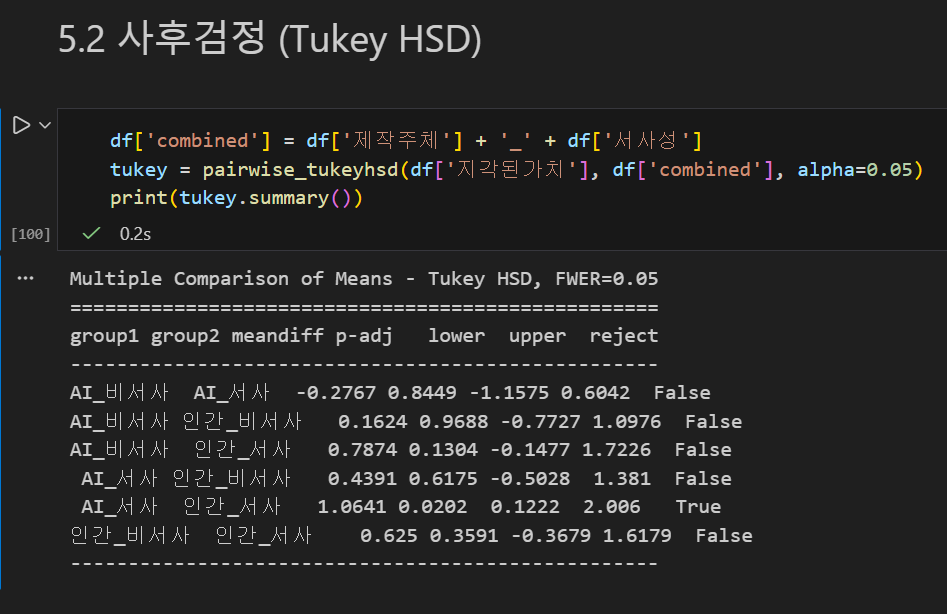 5.2 사후검정 (Tukey HSD)
df['combined'] = df['제작주체'] + '_' + df['서사성']
tukey = pairwise_tukeyhsd(df['지각된가치'], df['combined'], alpha=0.05)
print(tukey.summary())
[100] 0.2s
Multiple Comparison of Means - Tukey HSD, FWER=0.05
===================================================
group1 group2 meandiff p-adj   lower  upper  reject
---------------------------------------------------
AI_비서사  AI_서사  -0.2767 0.8449 -1.1575 0.6042  False
AI_비서사 인간_비서사   0.1624 0.9688 -0.7727 1.0976  False
AI_비서사  인간_서사   0.7874 0.1304 -0.1477 1.7226  False
AI_서사 인간_비서사   0.4391 0.6175 -0.5028  1.381  False
AI_서사  인간_서사   1.0641 0.0202  0.1222  2.006   True
인간_비서사  인간_서사    0.625 0.3591 -0.3679 1.6179  False
---------------------------------------------------